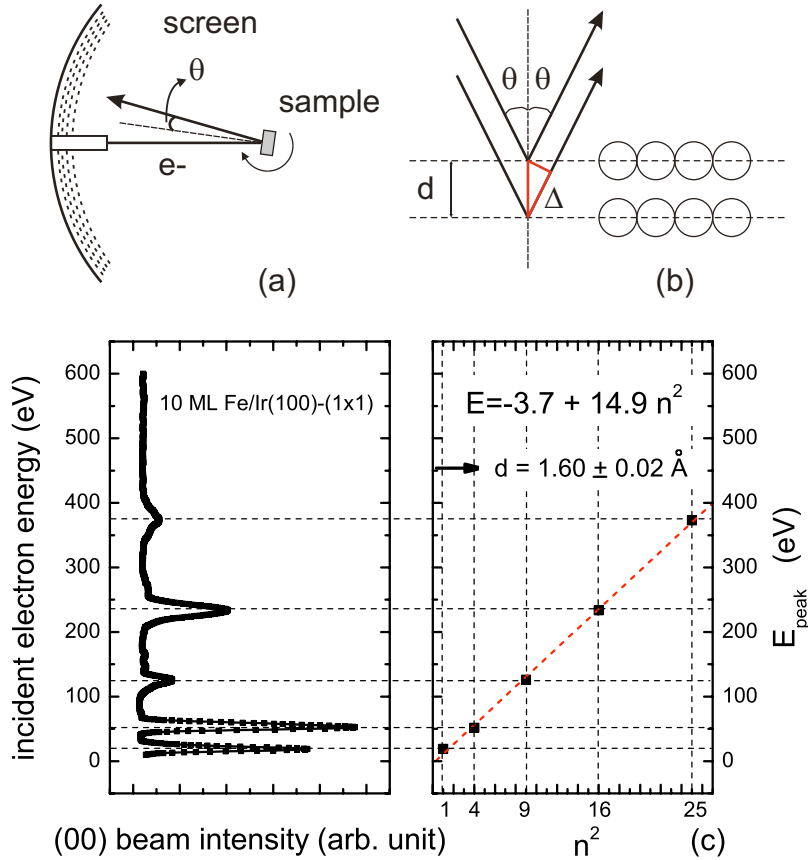 screen
θ
sample
e-
(a)
θ θ
d
Δ
(b)
incident electron energy (eV)
600
500
400
300
200
100
0
10 ML Fe/Ir(100)-(1x1)
(00) beam intensity (arb. unit)
E=-3.7 + 14.9 n²
d = 1.60 ± 0.02 Å
600
500
400
300
200
100
0
E_peak (eV)
1 4 9 16 25
n²
(c)